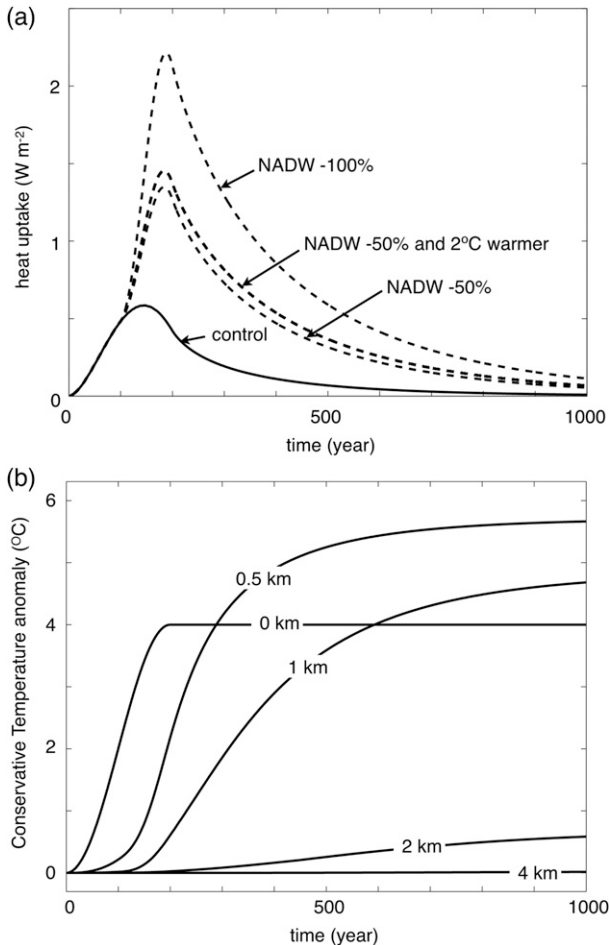 (a)
2
1
0
heat uptake (W m-2)
NADW -100%
NADW -50% and 2ºC warmer
NADW -50%
control
0
500
1000
time (year)
(b)
6
4
2
0
Conservative Temperature anomaly (ºC)
0.5 km
0 km
1 km
2 km
4 km
0
500
1000
time (year)